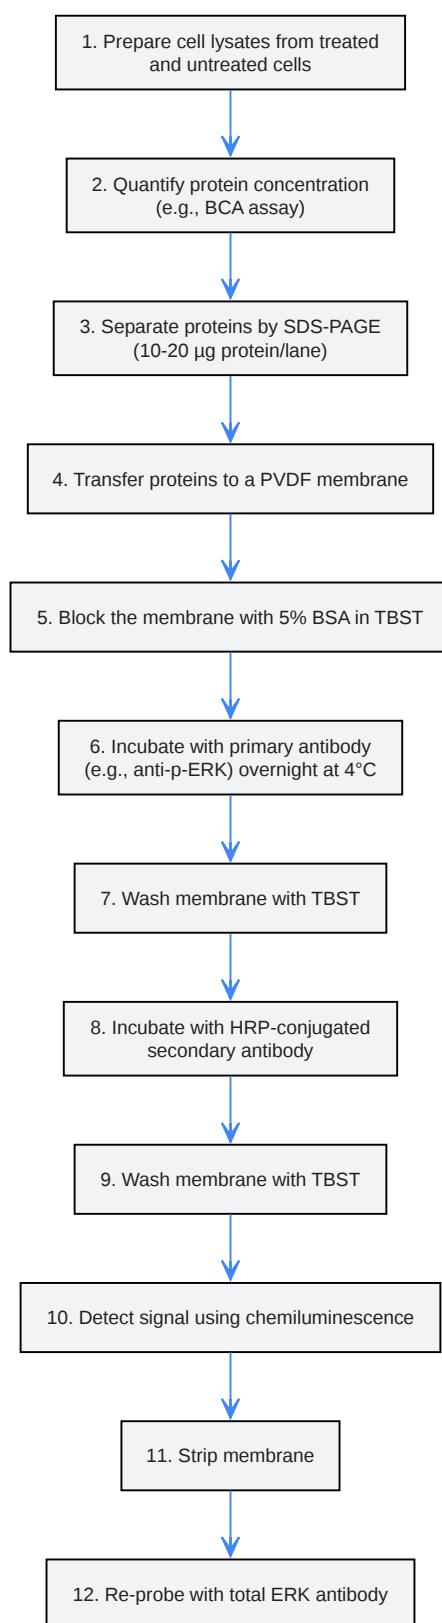 1. Prepare cell lysates from treated
and untreated cells
2. Quantify protein concentration
(e.g., BCA assay)
3. Separate proteins by SDS-PAGE
(10-20 µg protein/lane)
4. Transfer proteins to a PVDF membrane
5. Block the membrane with 5% BSA in TBST
6. Incubate with primary antibody
(e.g., anti-p-ERK) overnight at 4°C
7. Wash membrane with TBST
8. Incubate with HRP-conjugated
secondary antibody
9. Wash membrane with TBST
10. Detect signal using chemiluminescence
11. Strip membrane
12. Re-probe with total ERK antibody